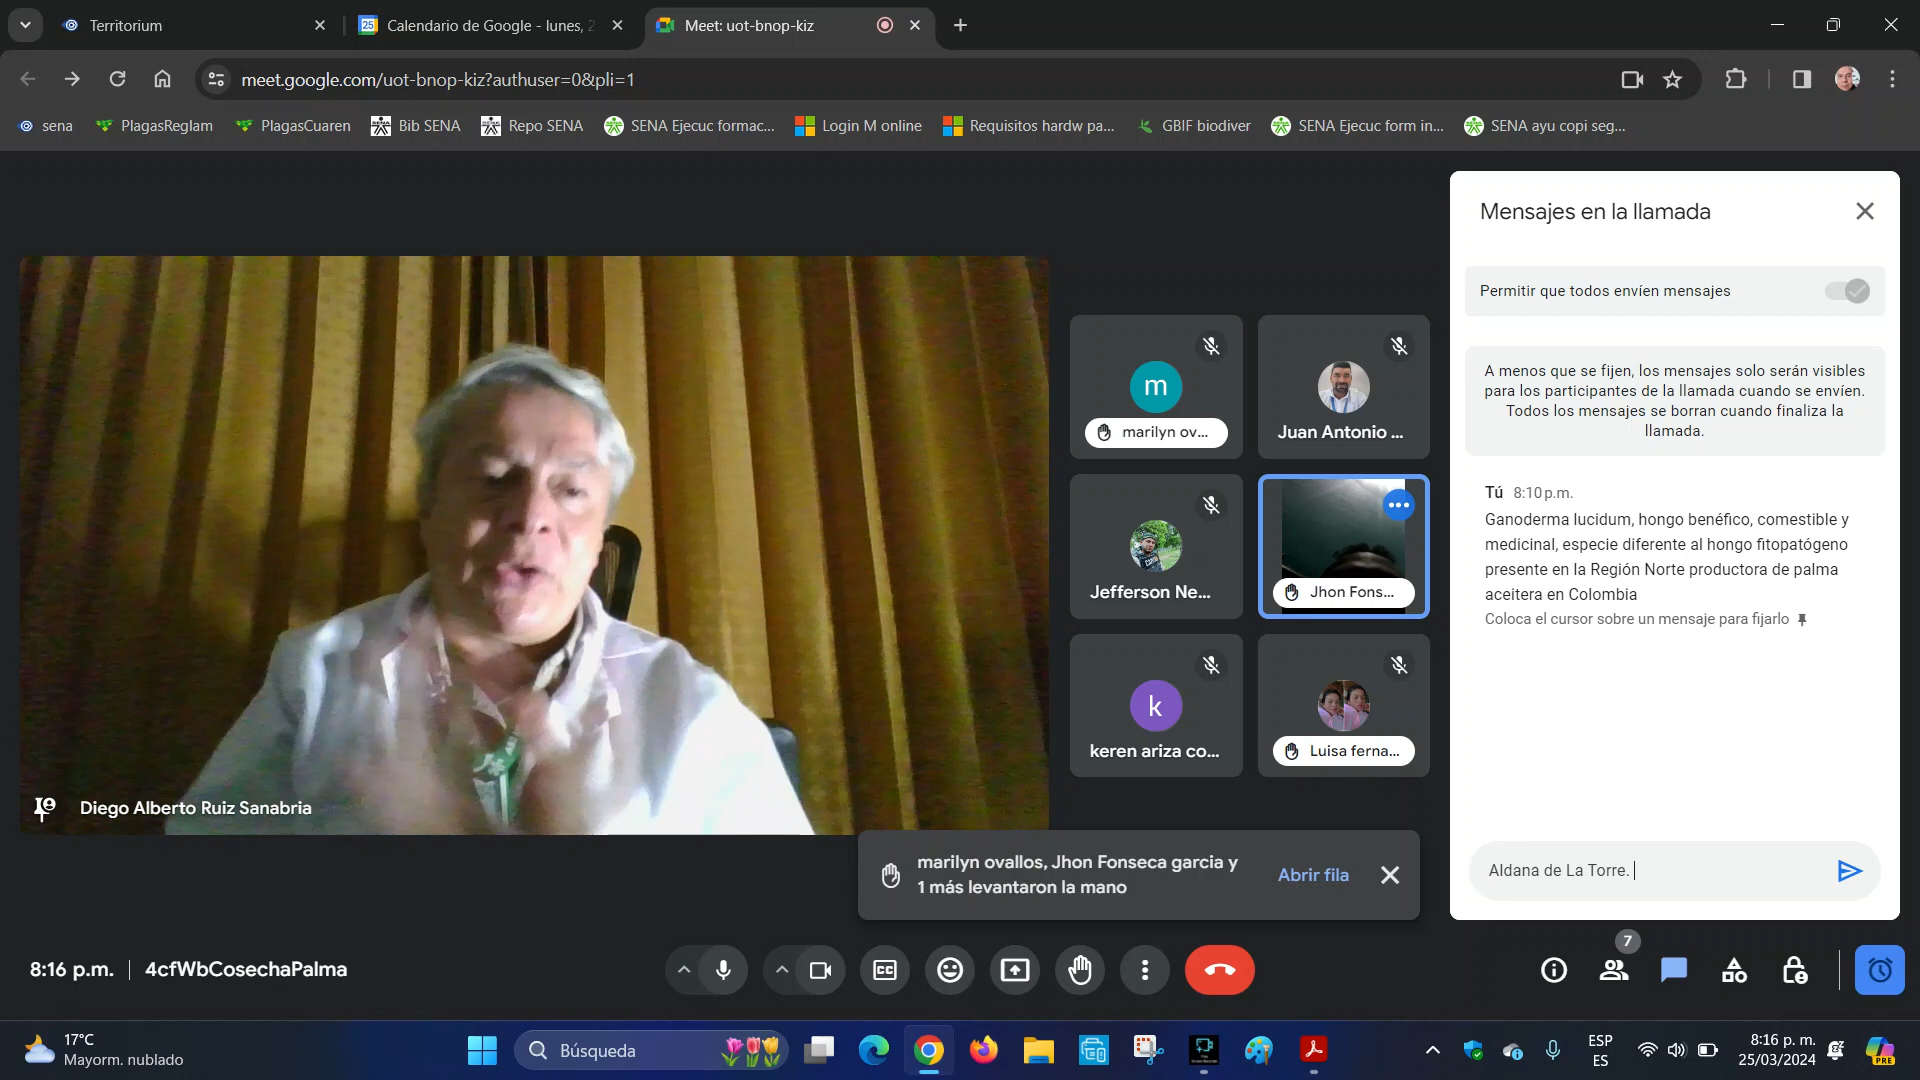 Territorium
Calendario de Google - lunes, 2
Meet: uot-bnop-kiz
meet.google.com/uot-bnop-kiz?authuser=0&pli=1
sena
PlagasReglam
PlagasCuaren
Bib SENA
Repo SENA
SENA Ejecuc formac...
Login M online
Requisitos hardw pa...
GBIF biodiver
SENA Ejecuc form in...
SENA ayu copi seg...
Diego Alberto Ruiz Sanabria
m
marilyn ov...
Juan Antonio ...
Jefferson Ne...
Jhon Fons...
k
keren ariza co...
Luisa ferna...
marilyn ovallos, Jhon Fonseca garcia y
1 más levantaron la mano
Abrir fila
Mensajes en la llamada
Permitir que todos envíen mensajes
A menos que se fijen, los mensajes solo serán visibles
para los participantes de la llamada cuando se envíen.
Todos los mensajes se borran cuando finaliza la
llamada.
Tú 8:10 p.m.
Ganoderma lucidum, hongo benéfico, comestible y
medicinal, especie diferente al hongo fitopatógeno
presente en la Región Norte productora de palma
aceitera en Colombia
Coloca el cursor sobre un mensaje para fijarlo
Aldana de La Torre.
8:16 p.m.
4cfWbCosechaPalma
7
17°C
Mayorm. nublado
Búsqueda
ESP
ES
8:16 p. m.
25/03/2024
PRE